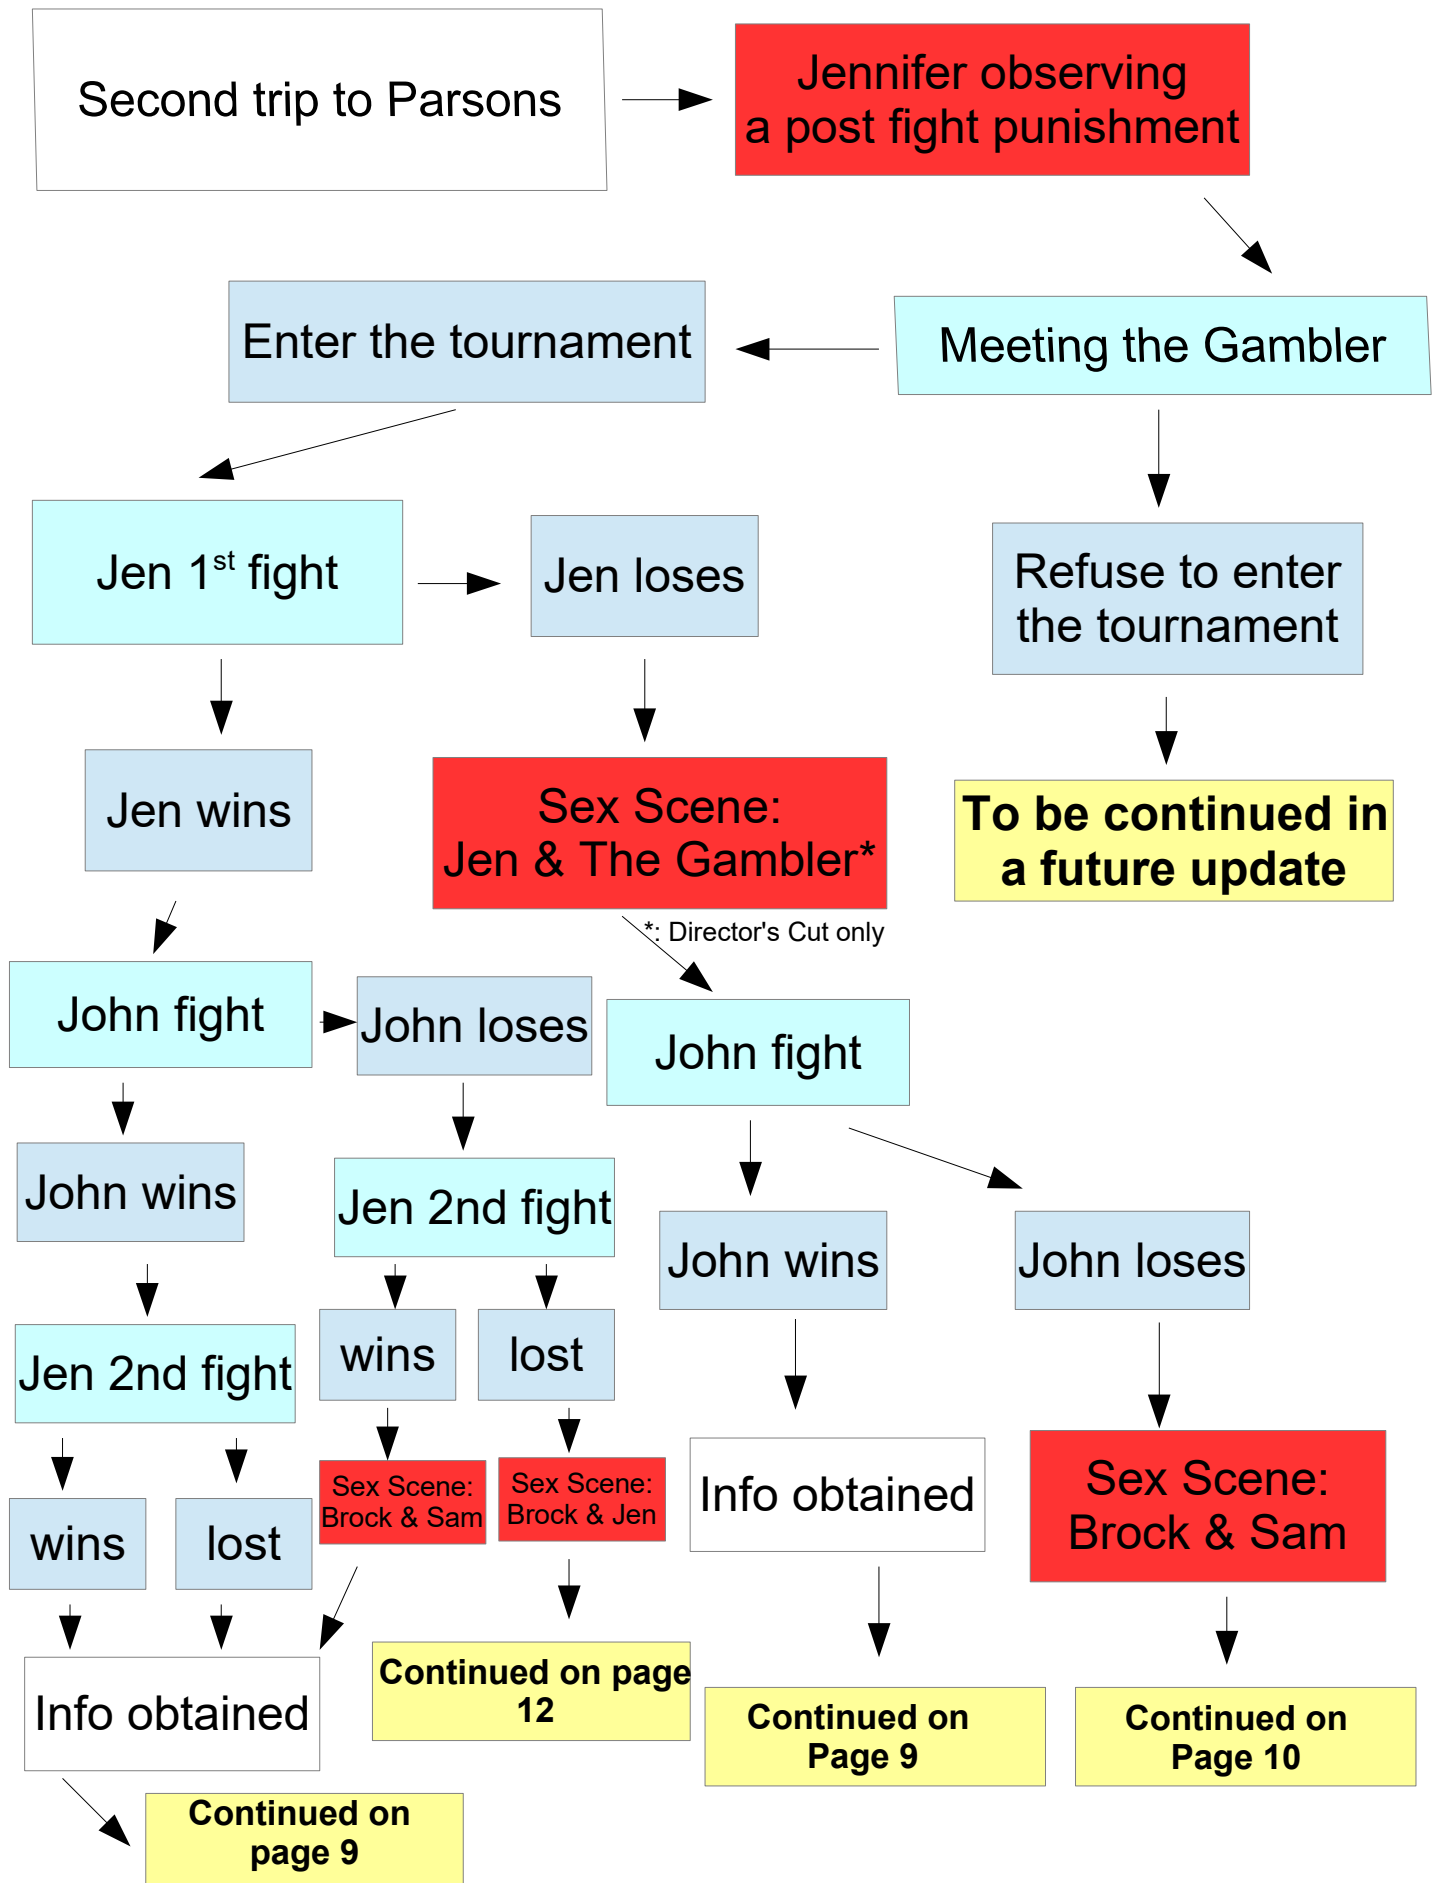 Second trip to Parsons
Jennifer observing
a post fight punishment
Enter the tournament
Meeting the Gambler
Jen 1st fight
Jen loses
Refuse to enter
the tournament
Jen wins
Sex Scene:
Jen & The Gambler*
To be continued in
a future update
*: Director's Cut only
John fight
John loses
John fight
John wins
Jen 2nd fight
John wins
John loses
Jen 2nd fight
wins
lost
Sex Scene:
Brock & Sam
Sex Scene:
Brock & Jen
Info obtained
Sex Scene:
Brock & Sam
wins
lost
Info obtained
Continued on page
12
Continued on
Page 9
Continued on
Page 10
Continued on
page 9